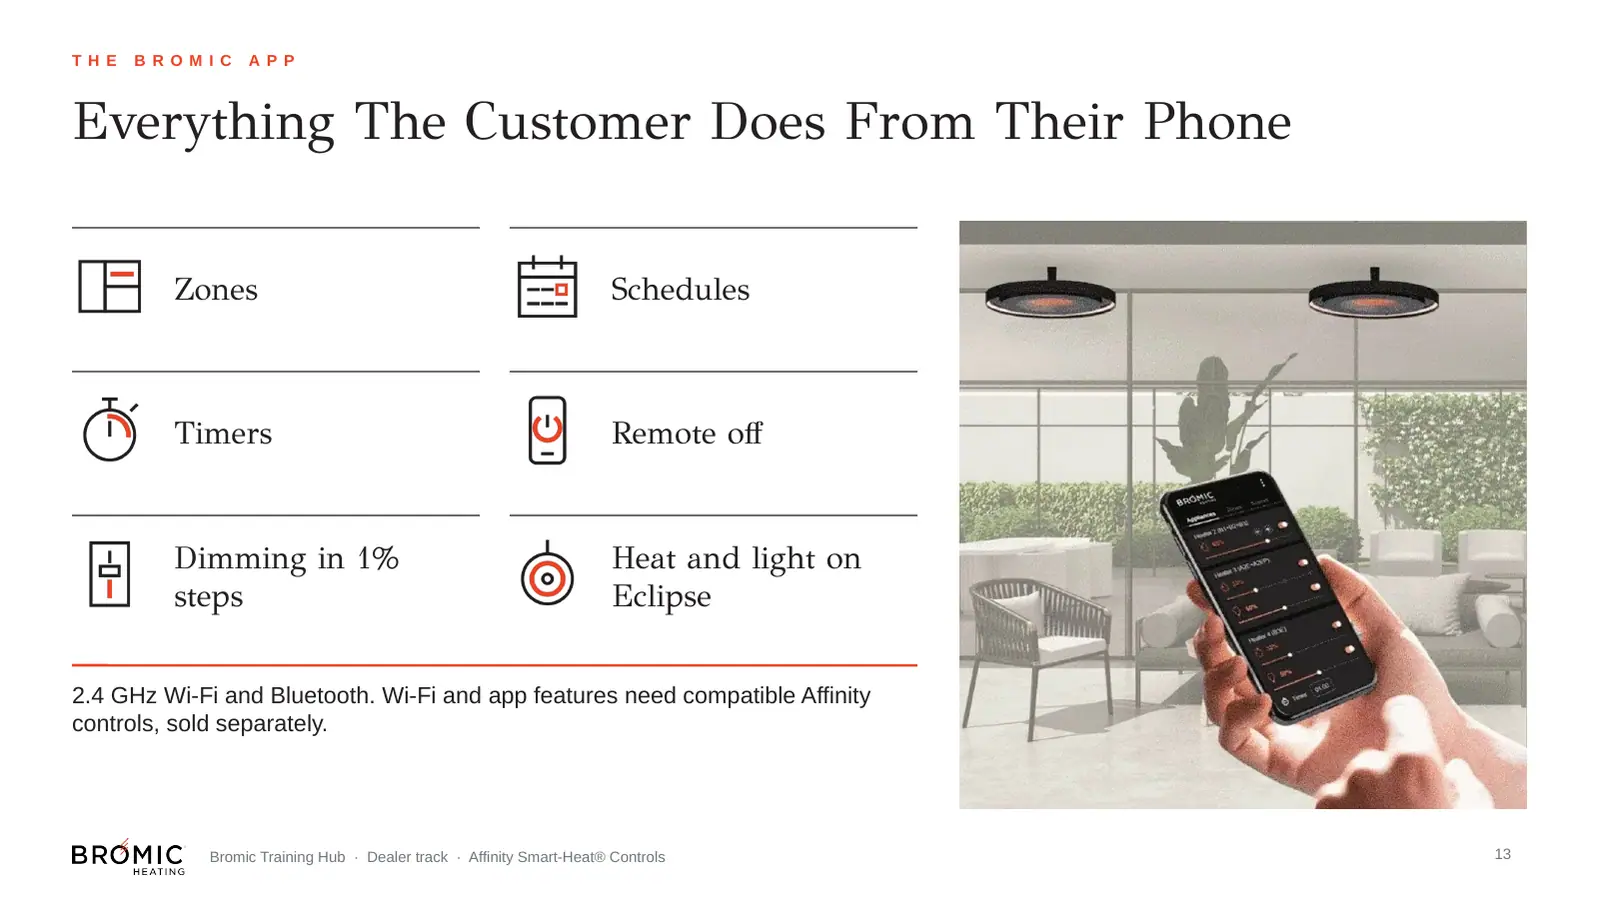 THE BROMIC APP
Everything The Customer Does From Their Phone
Zones
Schedules
Timers
Remote off
Dimming in 1%
steps
Heat and light on
Eclipse
2.4 GHz Wi-Fi and Bluetooth. Wi-Fi and app features need compatible Affinity
controls, sold separately.
BROMIC
Appliances
BROMIC
HEATING
Bromic Training Hub · Dealer track · Affinity Smart-Heat® Controls
13